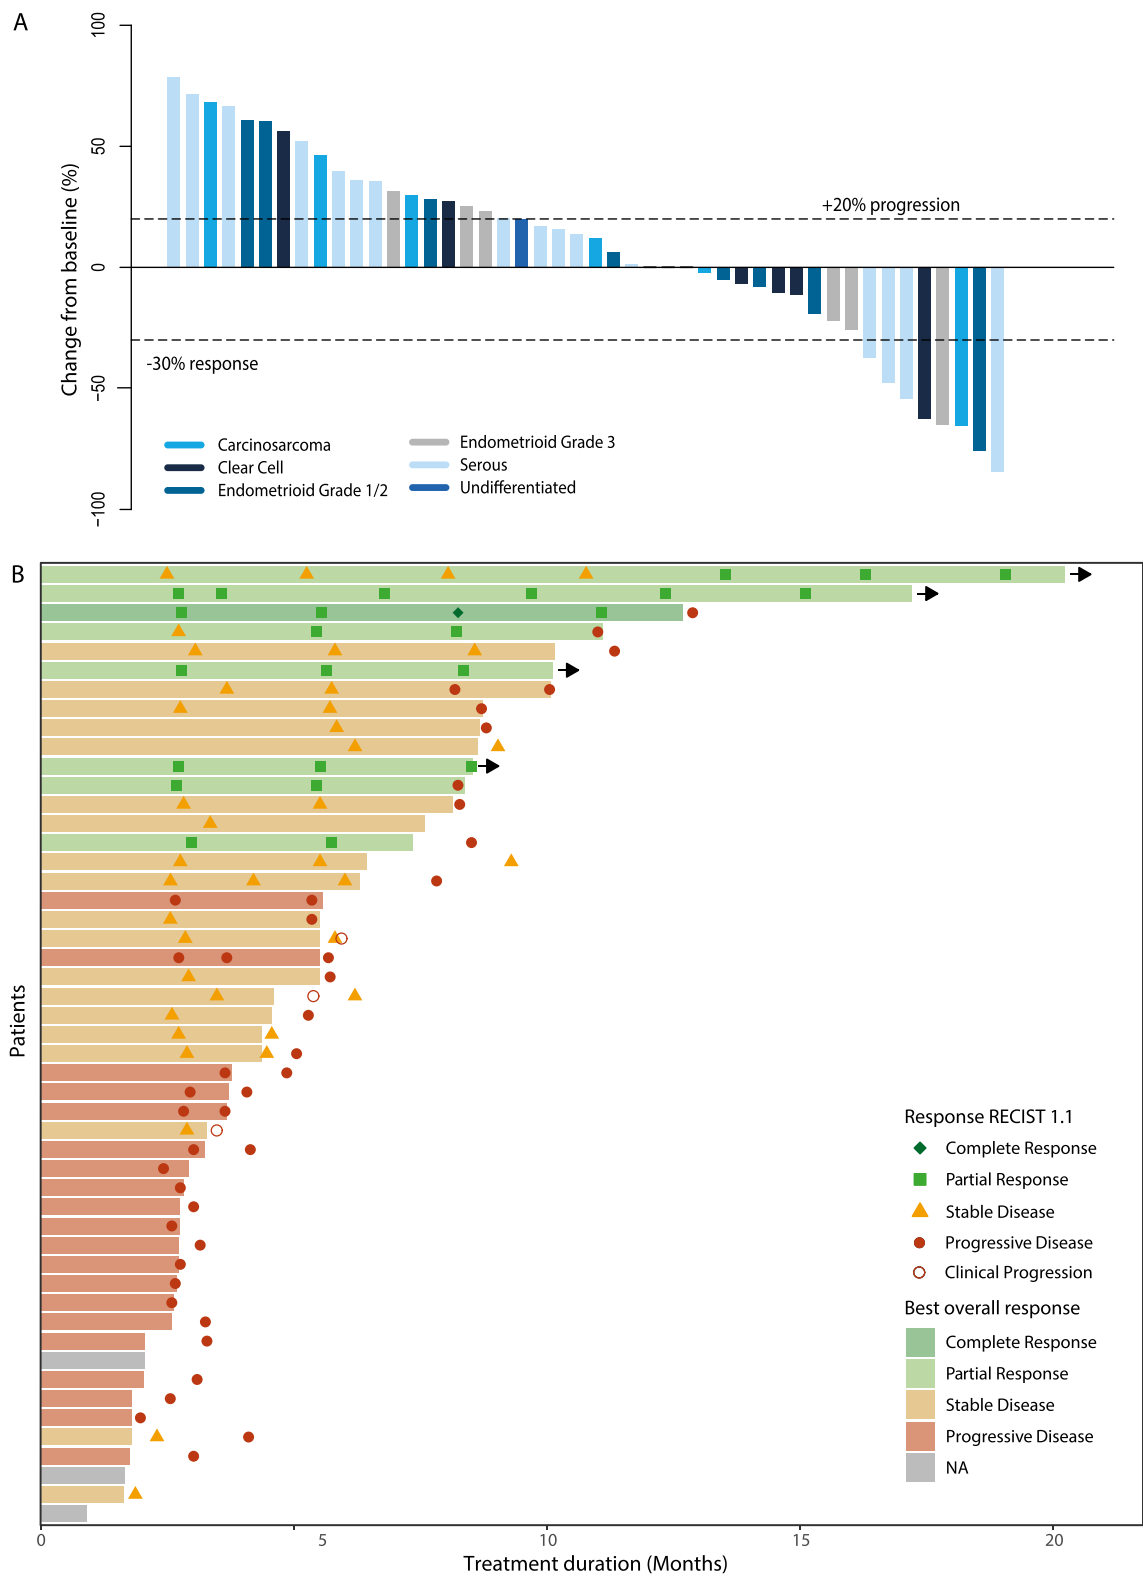 A
100
50
0
−50
−100
Change from baseline (%)
+20% progression
-30% response
Carcinosarcoma
Clear Cell
Endometrioid Grade 1/2
Endometrioid Grade 3
Serous
Undifferentiated
B
Patients
Response RECIST 1.1
Complete Response
Partial Response
Stable Disease
Progressive Disease
Clinical Progression
Best overall response
Complete Response
Partial Response
Stable Disease
Progressive Disease
NA
0 5 10 15 20
Treatment duration (Months)